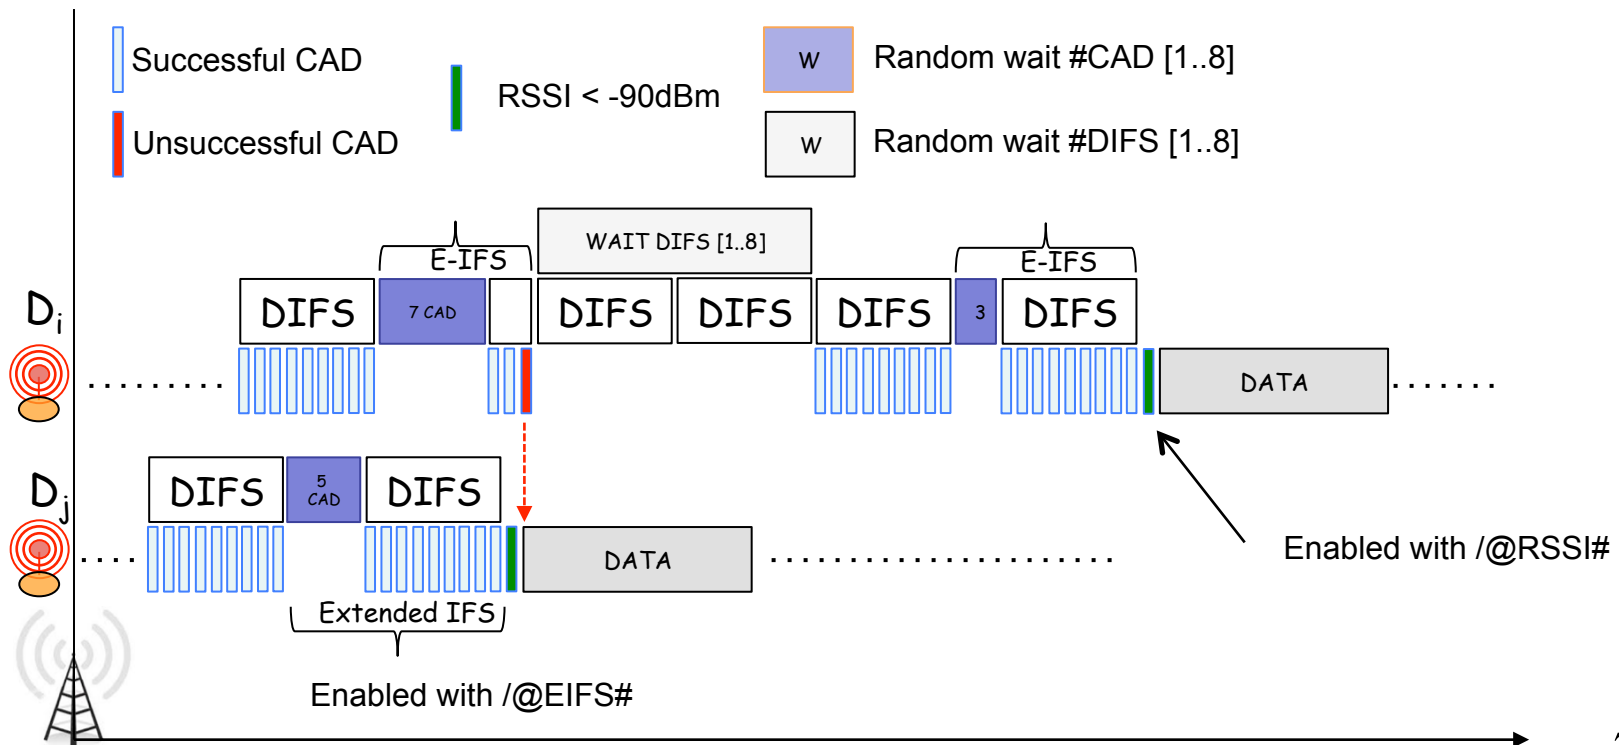 Successful CAD
Unsuccessful CAD
RSSI < -90dBm
W
Random wait #CAD [1..8]
W
Random wait #DIFS [1..8]
WAIT DIFS [1..8]
E-IFS
E-IFS
Di
DIFS
7 CAD
DIFS
DIFS
DIFS
3
DIFS
DATA
Dj
DIFS
5
CAD
DIFS
DATA
Enabled with /@RSSI#
Extended IFS
Enabled with /@EIFS#